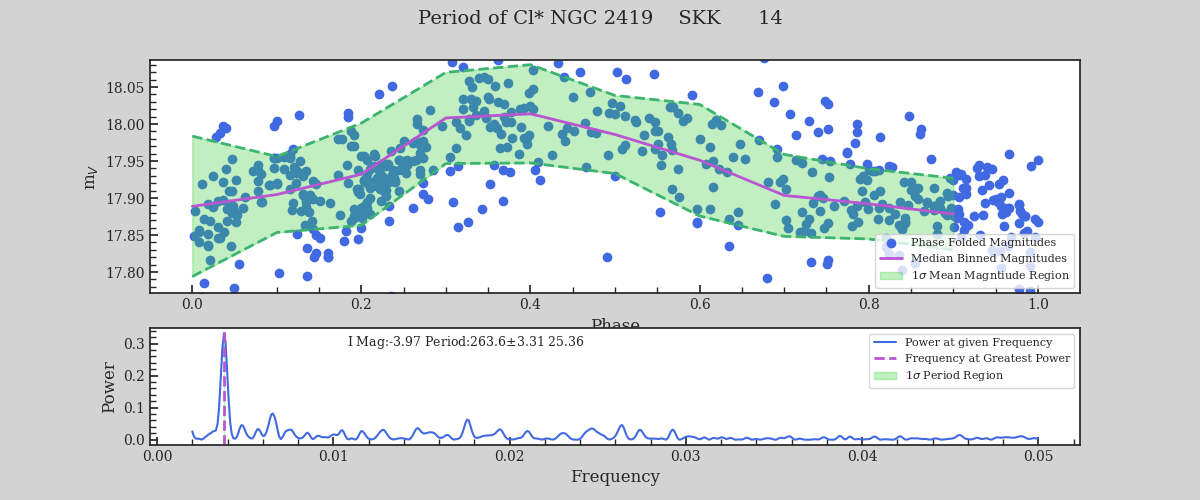 Period of Cl* NGC 2419 SKK 14
m_V
18.05
18.00
17.95
17.90
17.85
17.80
0.0 0.2 0.4 0.6 0.8 1.0
Phase
Phase Folded Magnitudes
Median Binned Magnitudes
1σ Mean Magnitiude Region
Power
0.3
0.2
0.1
0.0
I Mag:-3.97 Period:263.6±3.31 25.36
Power at given Frequency
Frequency at Greatest Power
1σ Period Region
0.00 0.01 0.02 0.03 0.04 0.05
Frequency